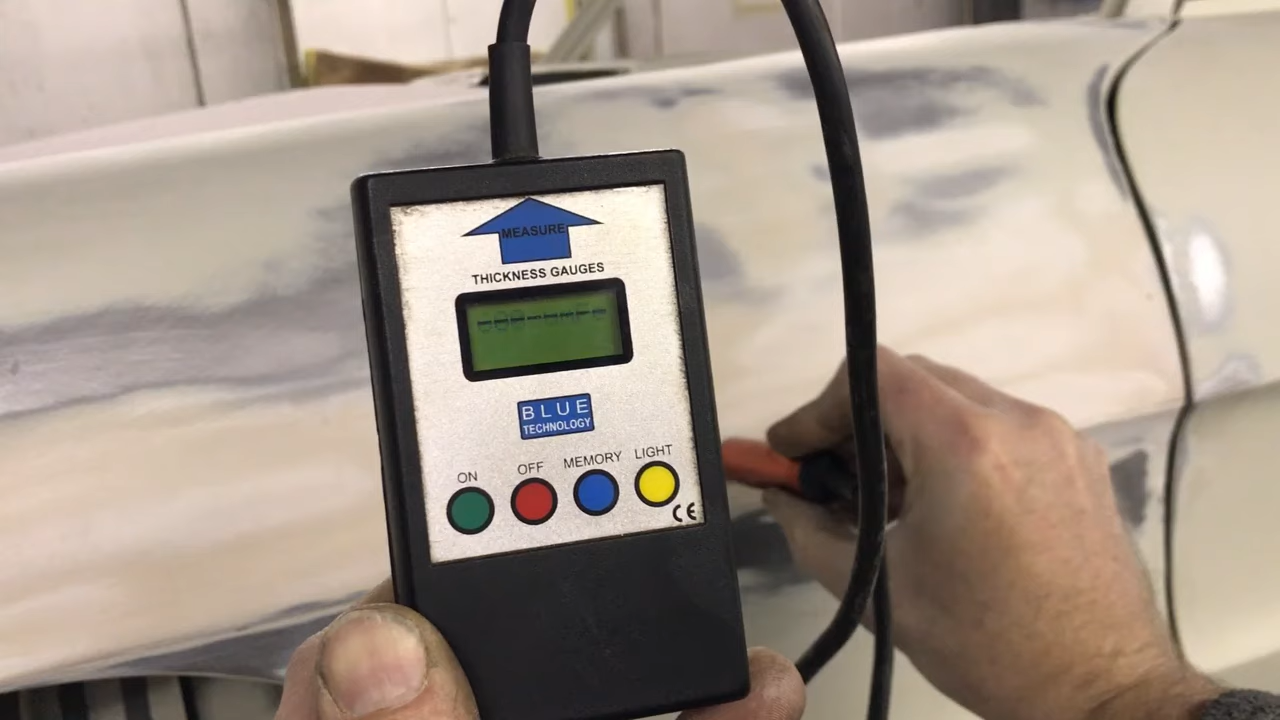 MEASURE
THICKNESS GAUGES
BLUE
TECHNOLOGY
ON OFF MEMORY LIGHT
CE